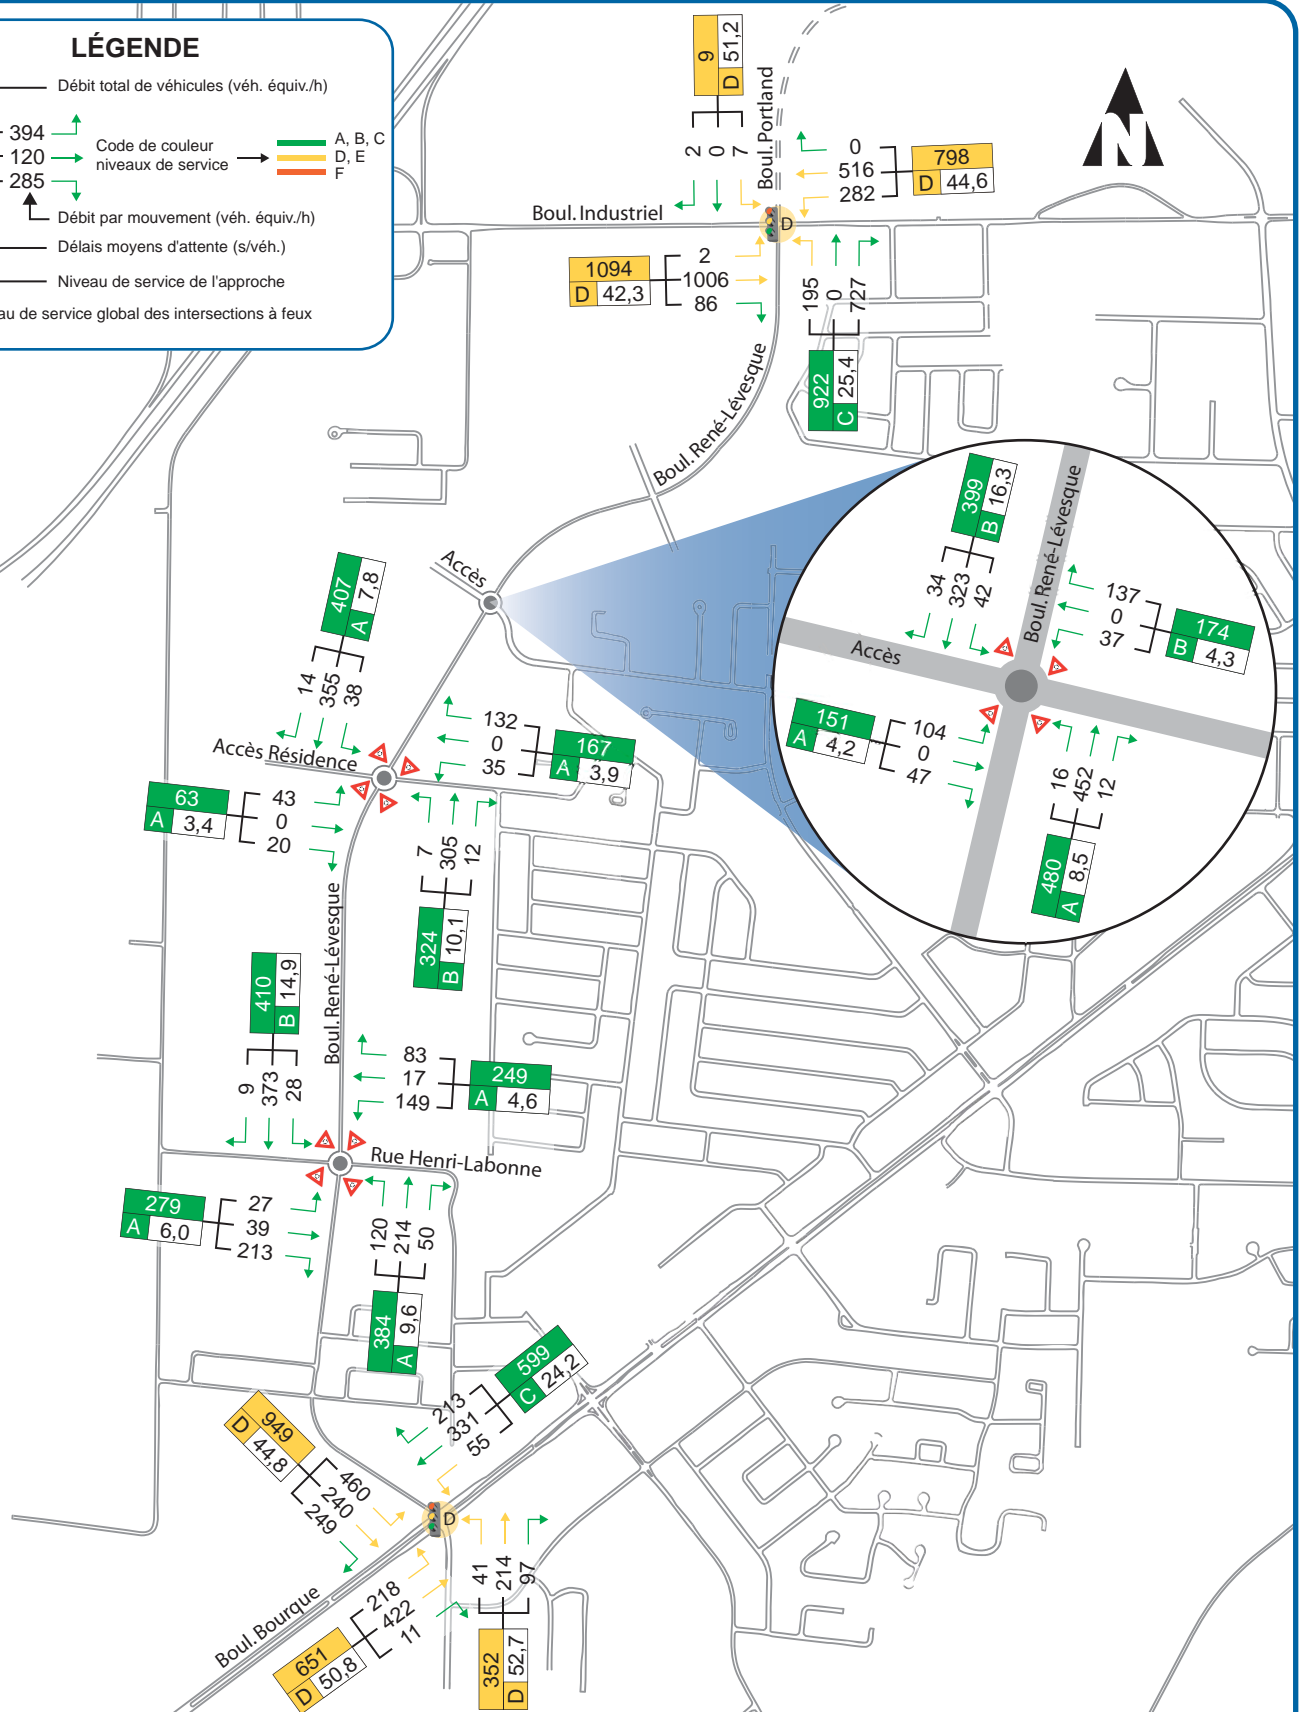 LÉGENDE
Débit total de véhicules (véh. équiv./h)
394
120
285
Code de couleur
niveaux de service
A, B, C
D, E
F
Débit par mouvement (véh. équiv./h)
Délais moyens d'attente (s/véh.)
Niveau de service de l'approche
au de service global des intersections à feux
N
9
D 51,2
2 0 7
Boul. Portland
0
516
282
798
D 44,6
Boul. Industriel
D
1094
D 42,3
2
1006
86
195 0 727
922
C 25,4
Boul. René-Lévesque
399
B 16,3
34 323 42
Boul. René-Lévesque
137
0
37
174
B 4,3
Accès
151
A 4,2
104
0
47
16 452 12
480
A 8,5
Accès
407
A 7,8
14 355 38
132
0
35
167
A 3,9
Accès Résidence
63
A 3,4
43
0
20
7 305 12
324
B 10,1
Boul. René-Lévesque
410
B 14,9
9 373 28
83
17
149
249
A 4,6
Rue Henri-Labonne
279
A 6,0
27
39
213
120 214 50
384
A 9,6
599
C 24,2
213
331
55
949
D 44,8
460
240
249
D
41 214 97
352
D 52,7
218
422
11
651
D 50,8
Boul. Bourque